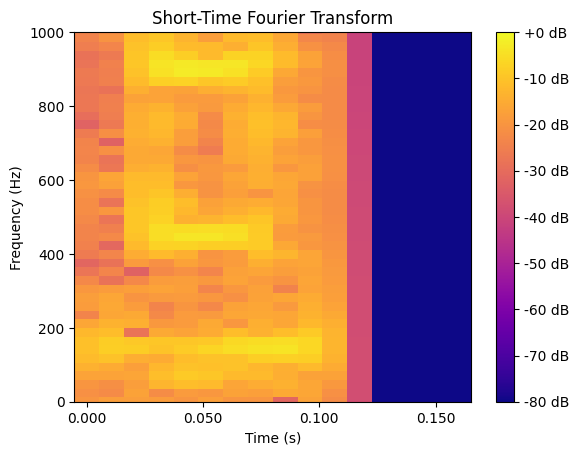 Short-Time Fourier Transform
Frequency (Hz)
1000
800
600
400
200
0
0.000
0.050
0.100
0.150
Time (s)
+0 dB
-10 dB
-20 dB
-30 dB
-40 dB
-50 dB
-60 dB
-70 dB
-80 dB